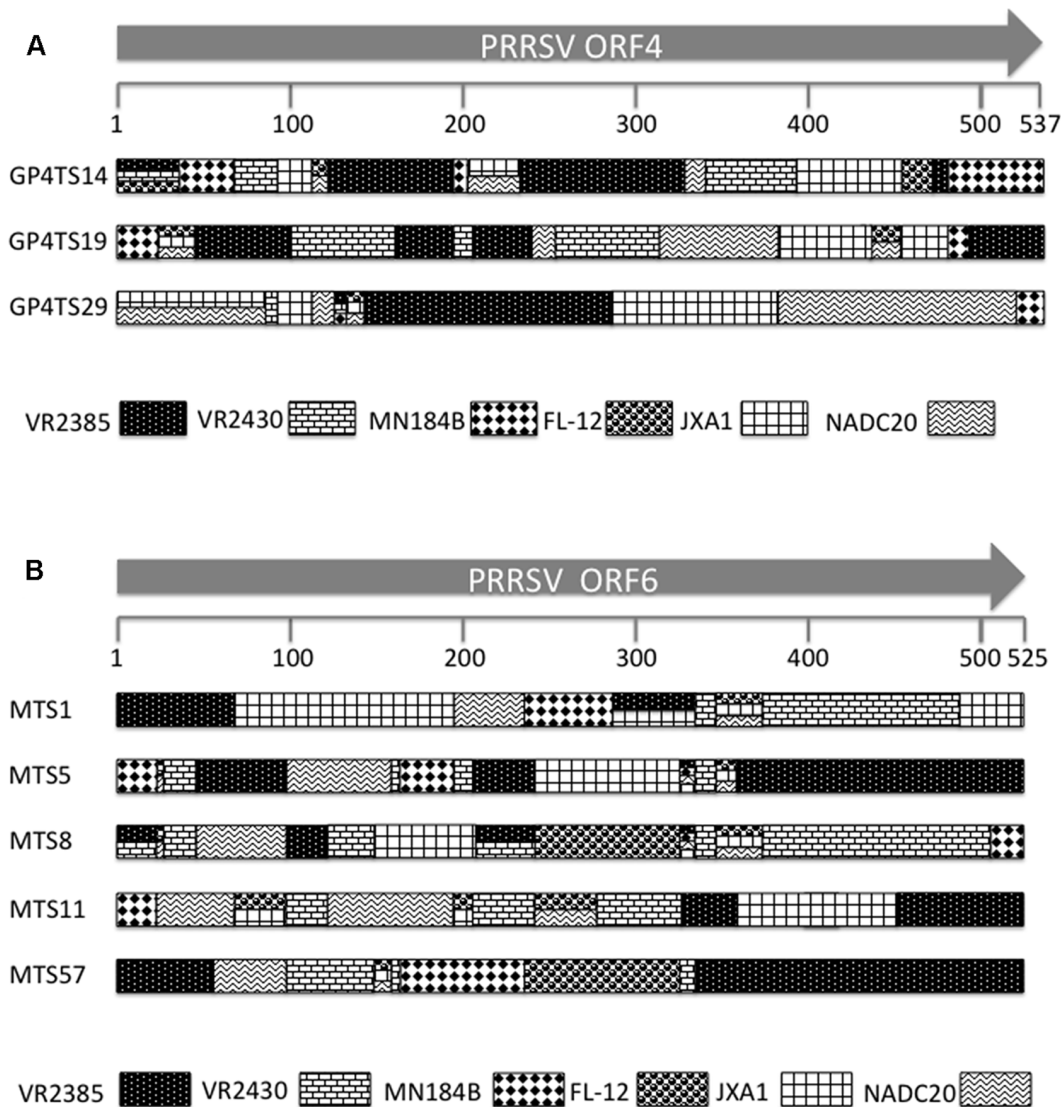 A
PRRSV ORF4
1 100 200 300 400 500 537
GP4TS14
GP4TS19
GP4TS29
VR2385 VR2430 MN184B FL-12 JXA1 NADC20
B
PRRSV ORF6
1 100 200 300 400 500 525
MTS1
MTS5
MTS8
MTS11
MTS57
VR2385 VR2430 MN184B FL-12 JXA1 NADC20